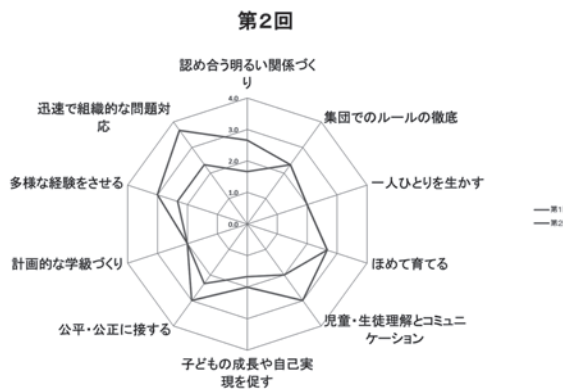 第2回
認め合う明るい関係づく
り
集団でのルールの徹底
一人ひとりを生かす
ほめて育てる
児童・生徒理解とコミュニ
ケーション
子どもの成長や自己実
現を促す
公平・公正に接する
計画的な学級づくり
多様な経験をさせる
迅速で組織的な問題対
応
4.0
3.0
2.0
1.0
0.0
第1
第2